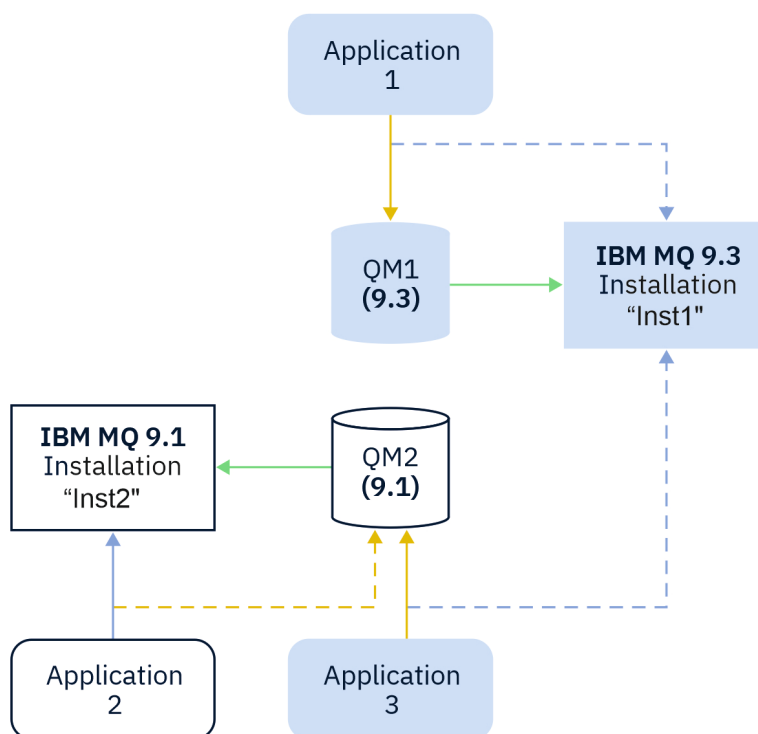 Application
1
QM1
(9.3)
IBM MQ 9.3
Installation
“Inst1"
IBM MQ 9.1
Installation
“Inst2"
QM2
(9.1)
Application
2
Application
3